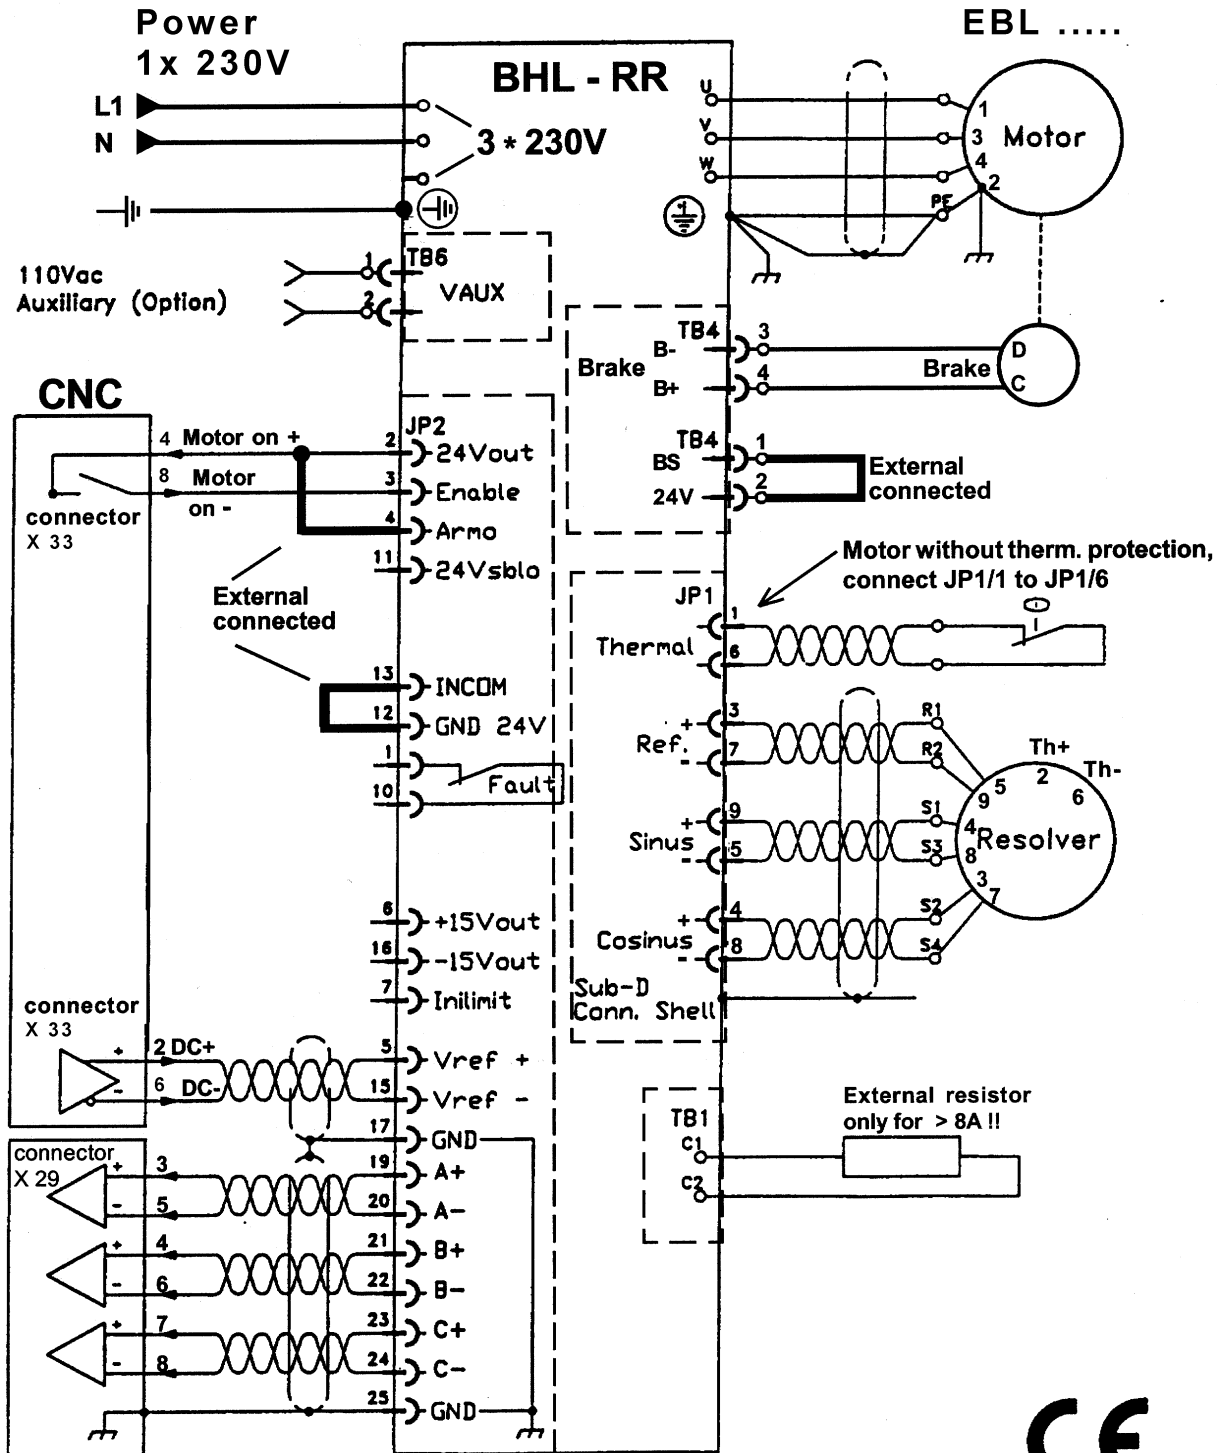 Power
1x 230V
EBL .....
BHL - RR
L1
N
3 * 230V
U
V
W
PE
1
3
4
2
Motor
110Vac
Auxiliary (Option)
1
2
TB6
VAUX
Brake
TB4
B-
B+
3
4
Brake
D
C
TB4
BS
24V
1
2
External
connected
CNC
4 Motor on +
8 Motor
on -
connector
X 33
JP2
2 24Vout
3 Enable
4 Armo
11 24Vsblo
External
connected
13 INCOM
12 GND 24V
1
10
Fault
6 +15Vout
16 -15Vout
7 Inilimit
connector
X 33
+
-
2 DC+
6 DC-
5 Vref +
15 Vref -
17 GND
connector
X 29
+ 3
- 5
19 A+
20 A-
+ 4
- 6
21 B+
22 B-
+ 7
- 8
23 C+
24 C-
25 GND
Motor without therm. protection,
connect JP1/1 to JP1/6
JP1
Thermal
1
6
Ref.
+ 3
- 7
R1
R2
Sinus
+ 9
- 5
S1
S3
Cosinus
+ 4
- 8
S2
S4
Th+
Th-
5
2
6
9
4
8
3
7
Resolver
Sub-D
Conn. Shell
TB1
C1
C2
External resistor
only for > 8A !!
CE